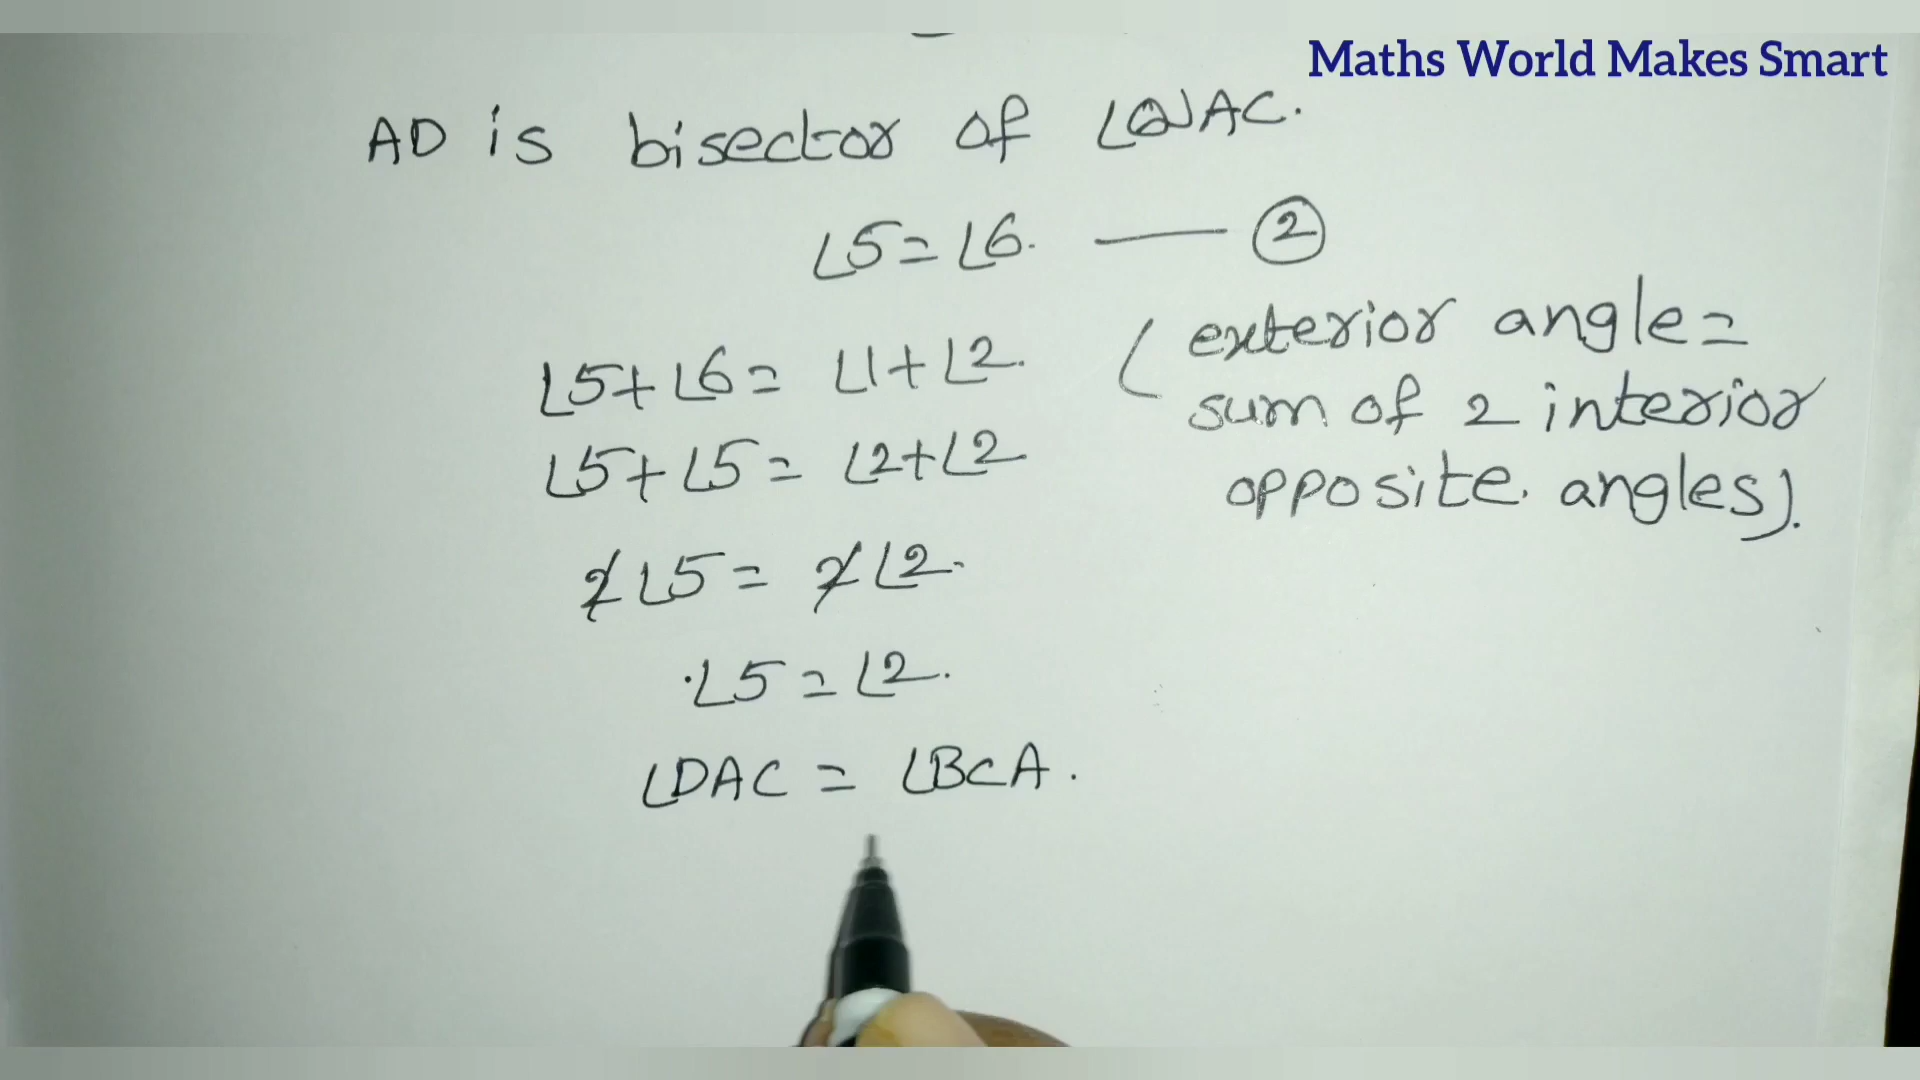 Maths World Makes Smart
AD is bisector of ∠QAC.
∠5=∠6. — ②
∠5+∠6= ∠1+∠2. (exterior angle=
sum of 2 interior
∠5+∠5= ∠2+∠2
opposite. angles).
2∠5= 2∠2.
∠5=∠2.
∠DAC = ∠BCA.